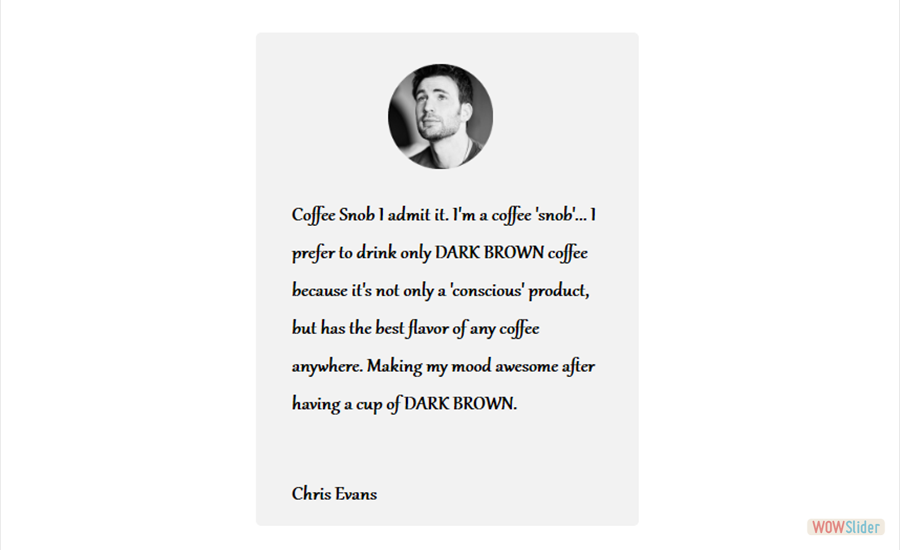 Coffee Snob I admit it. I'm a coffee 'snob'... I
prefer to drink only DARK BROWN coffee
because it's not only a 'conscious' product,
but has the best flavor of any coffee
anywhere. Making my mood awesome after
having a cup of DARK BROWN.
Chris Evans
WOWSlider